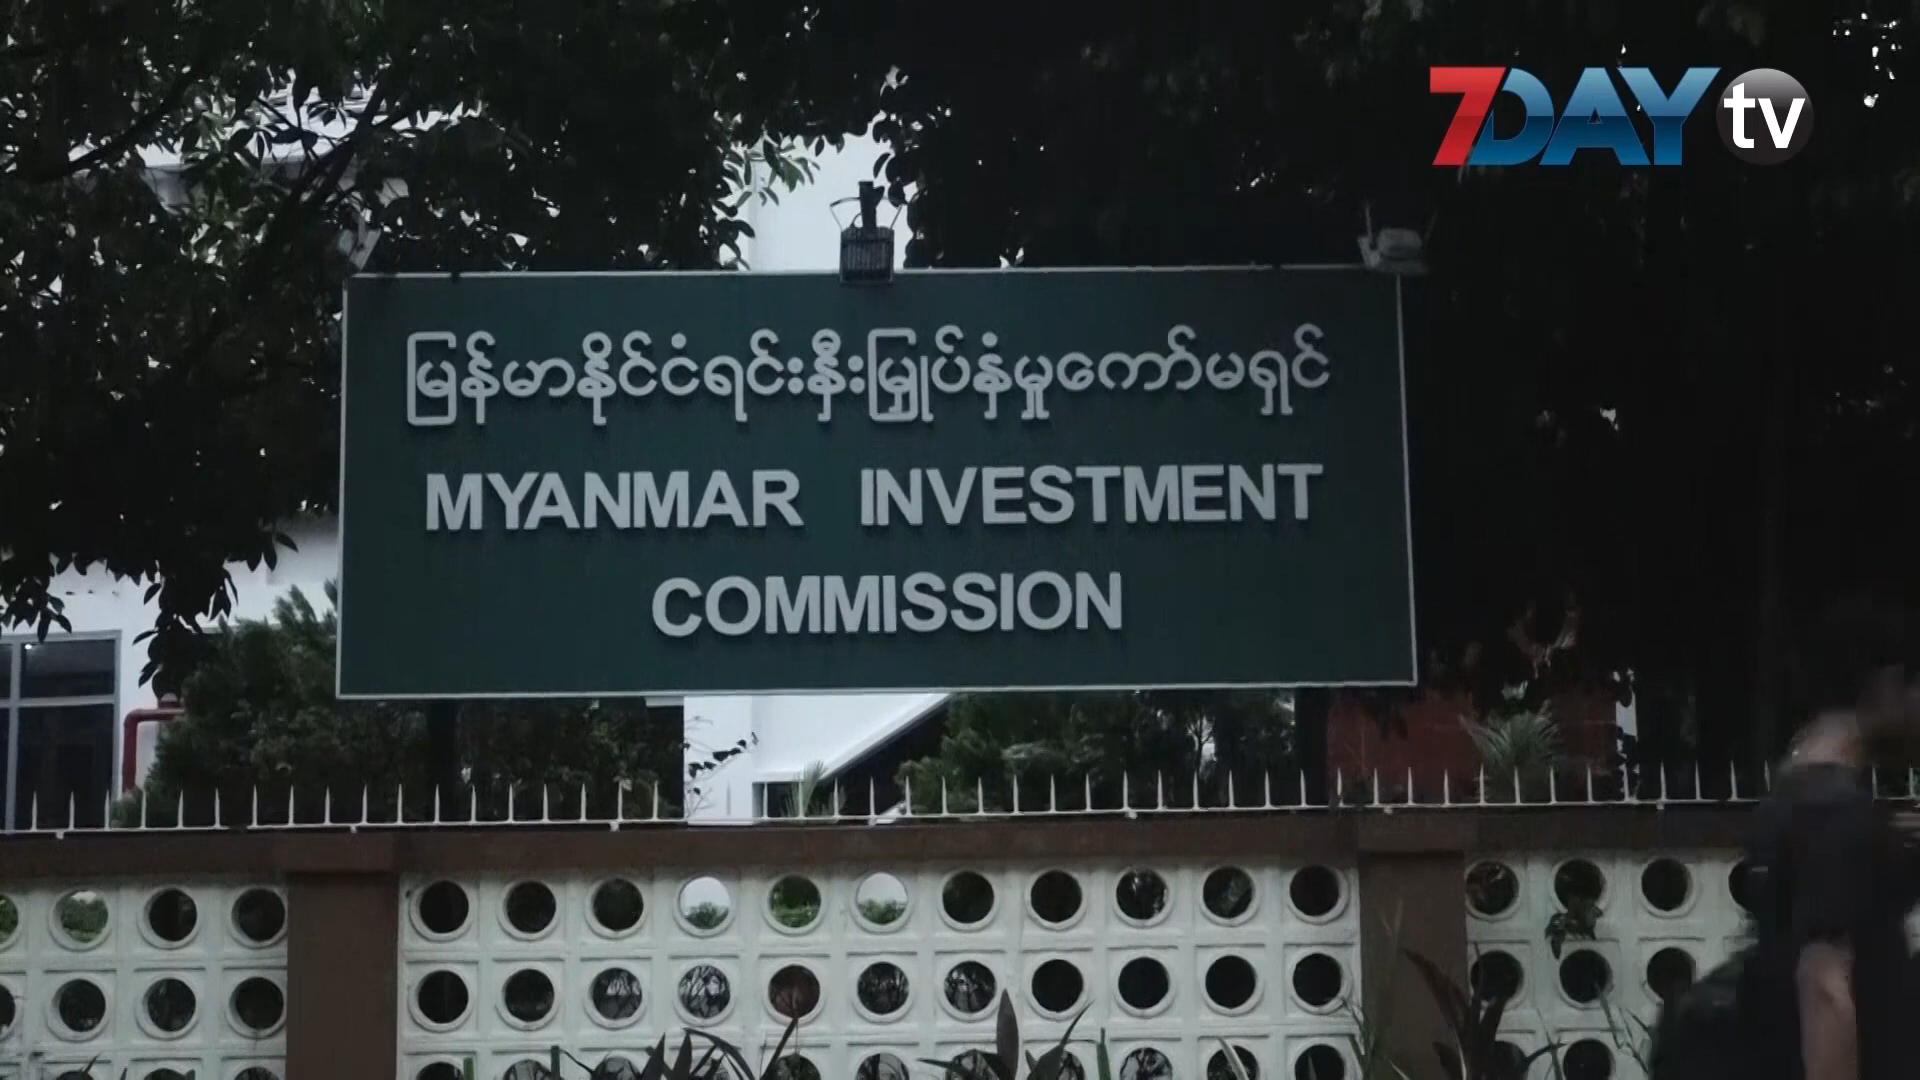 7DAY tv
မြန်မာနိုင်ငံရင်းနှီးမြှုပ်နှံမှုကော်မရှင်
MYANMAR INVESTMENT
COMMISSION